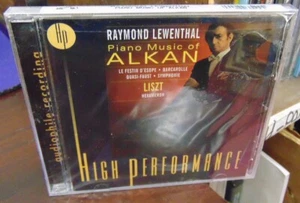 RAYMOND LEWENTHAL
Piano Music of
ALKAN
LE FESTIN D'ESOPE • BARCAROLLE
QUASI-FAUST • SYMPHONIE
LISZT
HEXAMERON
hp
audiophile recording
HIGH PERFORMANCE